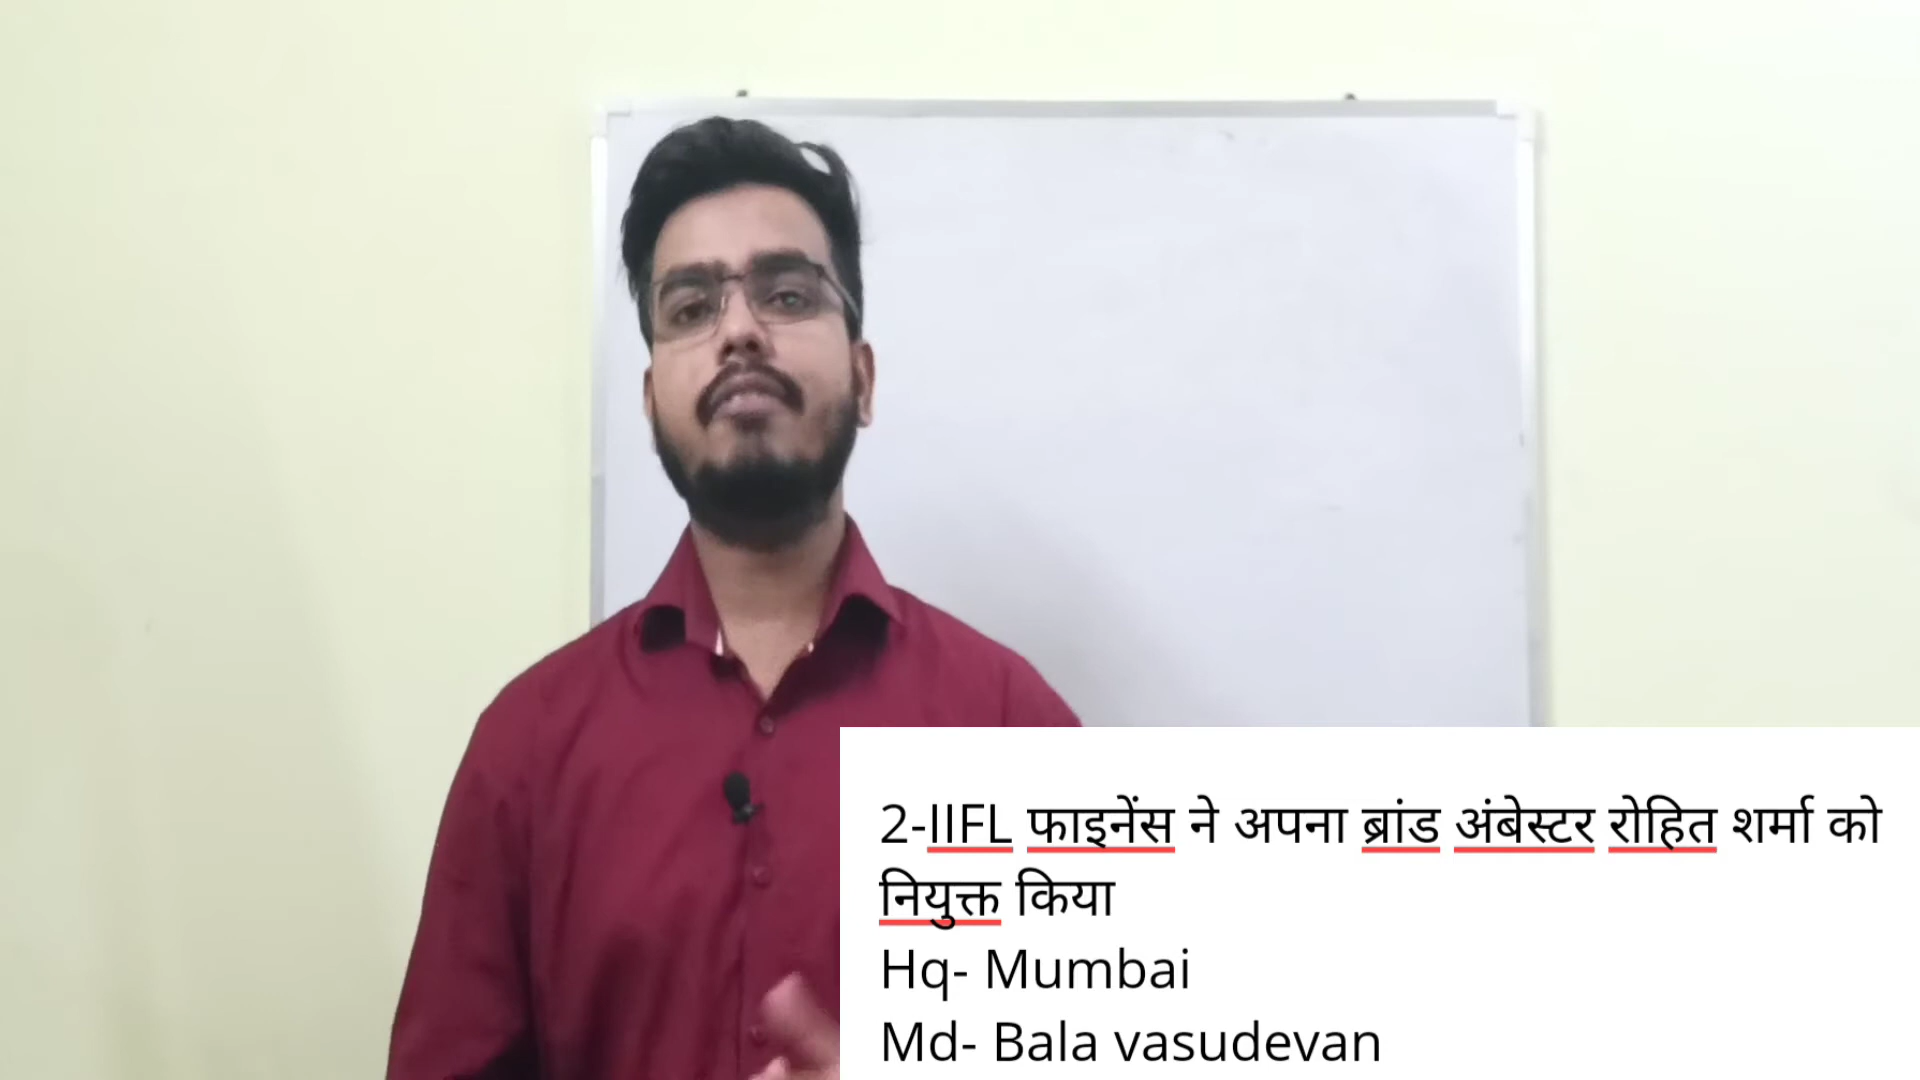 2-IIFL फाइनेंस ने अपना ब्रांड अंबेस्टर रोहित शर्मा को
नियुक्त किया
Hq- Mumbai
Md- Bala vasudevan